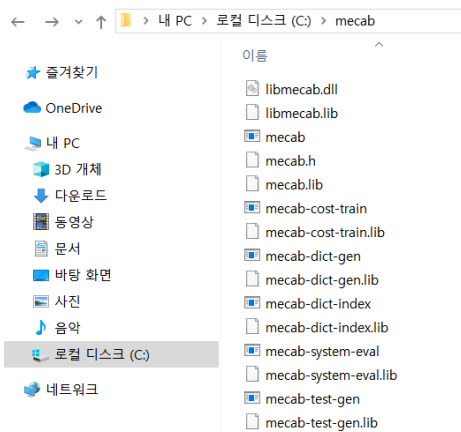 내 PC > 로컬 디스크 (C:) > mecab
이름
즐겨찾기
OneDrive
내 PC
3D 개체
다운로드
동영상
문서
바탕 화면
사진
음악
로컬 디스크 (C:)
네트워크
libmecab.dll
libmecab.lib
mecab
mecab.h
mecab.lib
mecab-cost-train
mecab-cost-train.lib
mecab-dict-gen
mecab-dict-gen.lib
mecab-dict-index
mecab-dict-index.lib
mecab-system-eval
mecab-system-eval.lib
mecab-test-gen
mecab-test-gen.lib